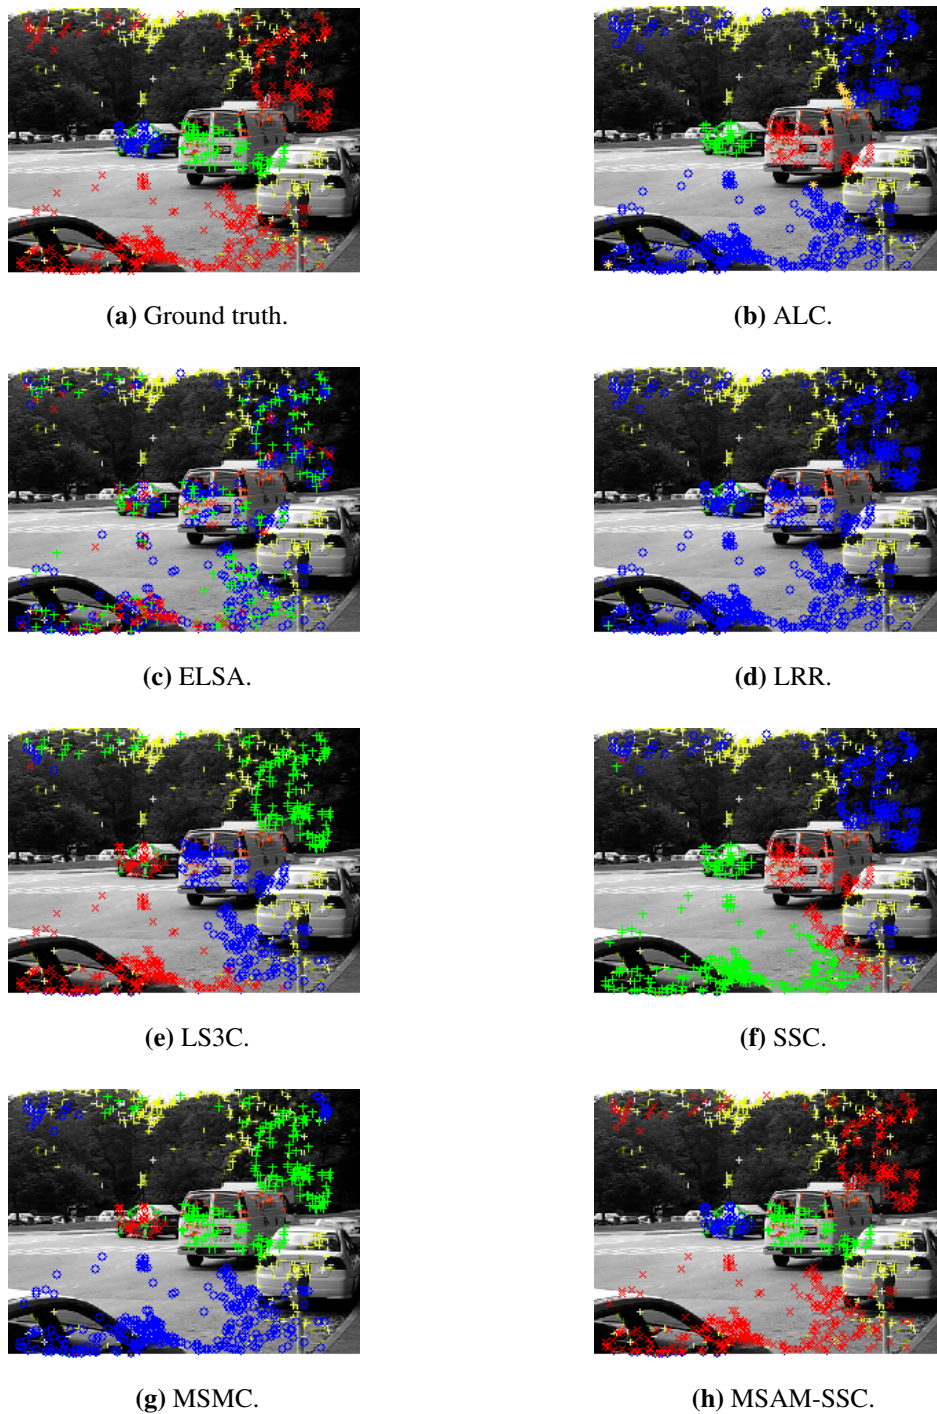 (a) Ground truth.
(b) ALC.
(c) ELSA.
(d) LRR.
(e) LS3C.
(f) SSC.
(g) MSMC.
(h) MSAM-SSC.